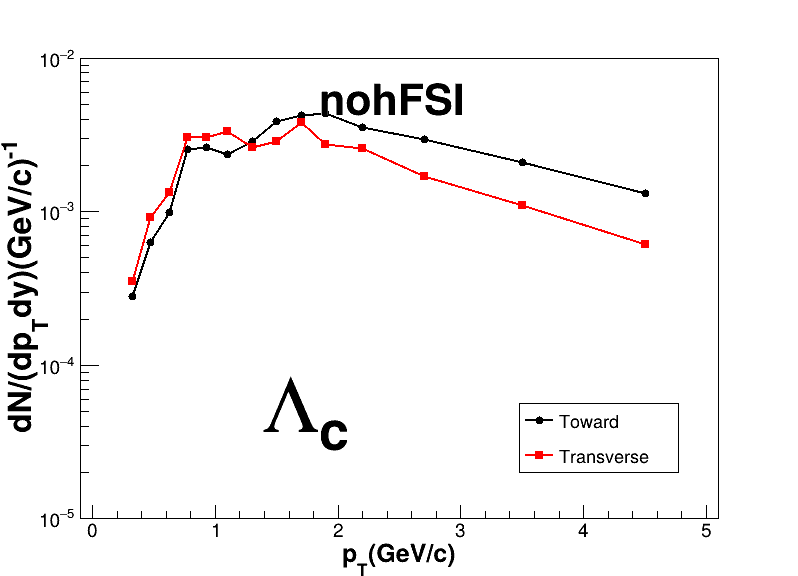 10⁻²
nohFSI
10⁻³
dN/(dp_T dy)(GeV/c)⁻¹
10⁻⁴
Λ_c
Toward
Transverse
10⁻⁵
0 1 2 3 4 5
p_T(GeV/c)